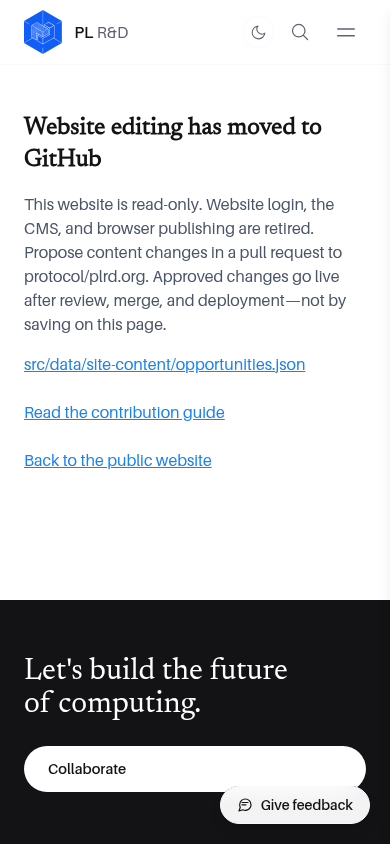 PL R&D
Website editing has moved to
GitHub
This website is read-only. Website login, the
CMS, and browser publishing are retired.
Propose content changes in a pull request to
protocol/plrd.org. Approved changes go live
after review, merge, and deployment—not by
saving on this page.
src/data/site-content/opportunities.json
Read the contribution guide
Back to the public website
Let's build the future
of computing.
Collaborate
Give feedback